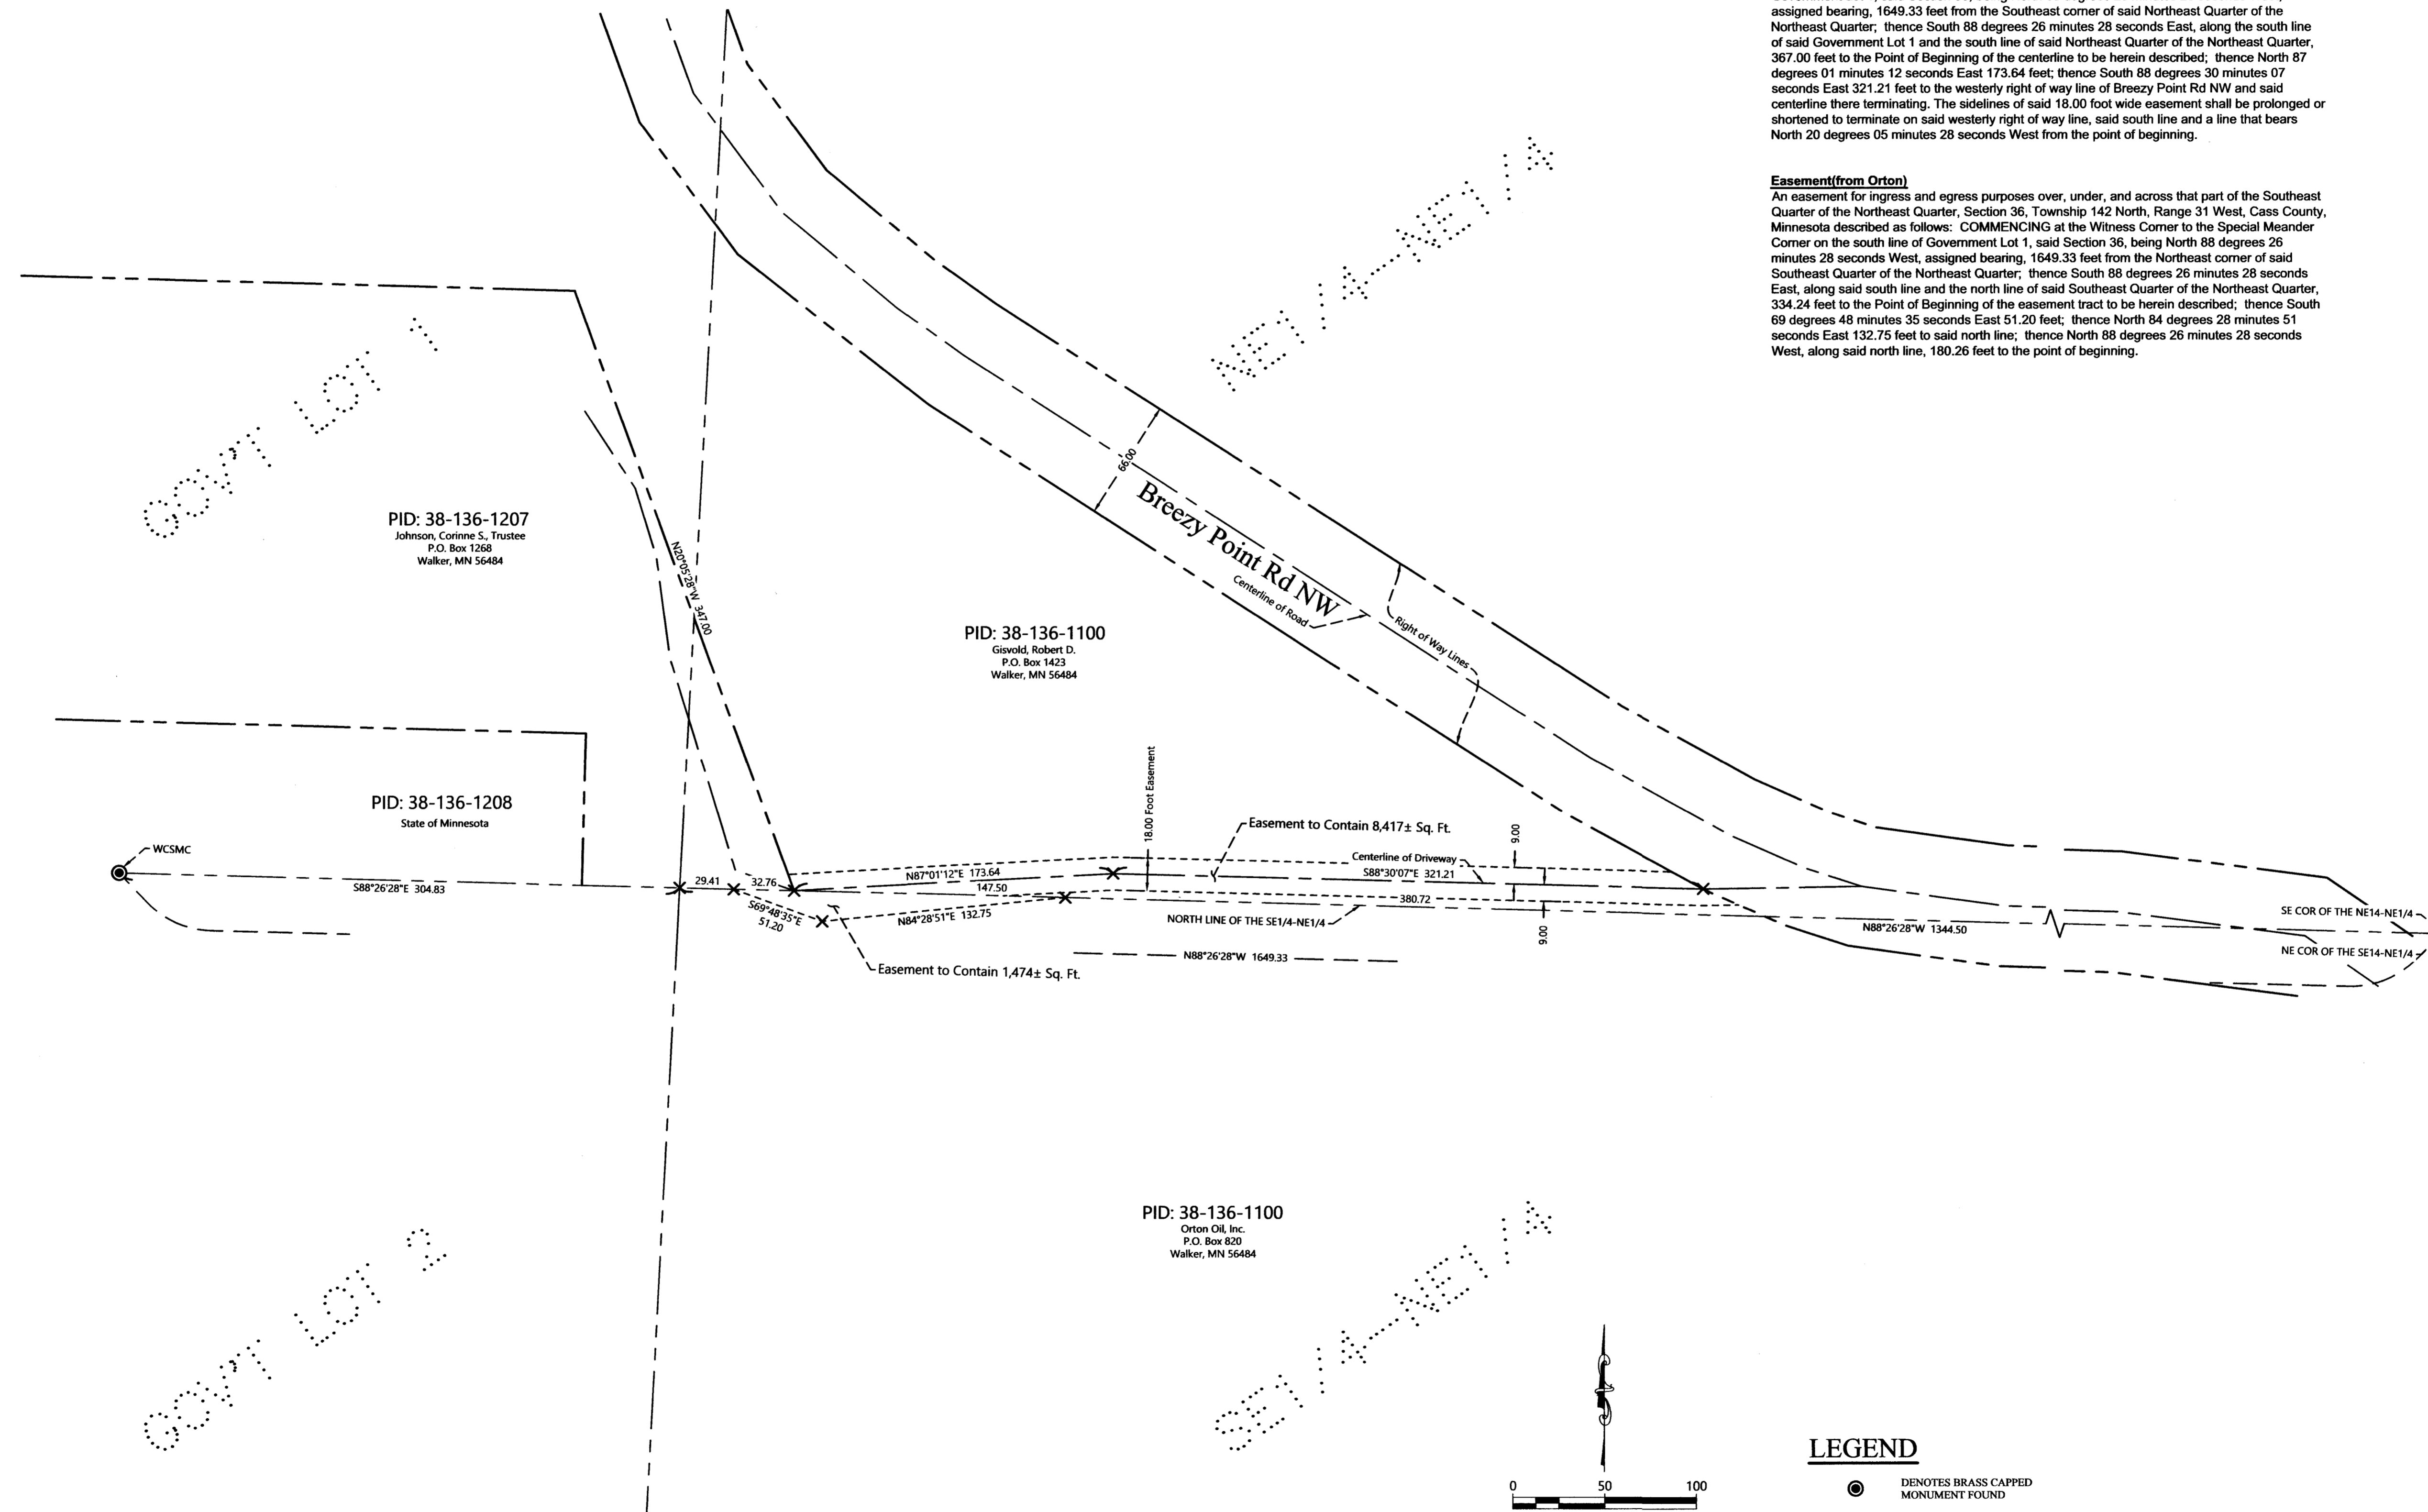 assigned bearing, 1649.33 feet from the Southeast corner of said Northeast Quarter of the
Northeast Quarter; thence South 88 degrees 26 minutes 28 seconds East, along the south line
of said Government Lot 1 and the south line of said Northeast Quarter of the Northeast Quarter,
367.00 feet to the Point of Beginning of the centerline to be herein described; thence North 87
degrees 01 minutes 12 seconds East 173.64 feet; thence South 88 degrees 30 minutes 07
seconds East 321.21 feet to the westerly right of way line of Breezy Point Rd NW and said
centerline there terminating. The sidelines of said 18.00 foot wide easement shall be prolonged or
shortened to terminate on said westerly right of way line, said south line and a line that bears
North 20 degrees 05 minutes 28 seconds West from the point of beginning.
Easement(from Orton)
An easement for ingress and egress purposes over, under, and across that part of the Southeast
Quarter of the Northeast Quarter, Section 36, Township 142 North, Range 31 West, Cass County,
Minnesota described as follows: COMMENCING at the Witness Corner to the Special Meander
Corner on the south line of Government Lot 1, said Section 36, being North 88 degrees 26
minutes 28 seconds West, assigned bearing, 1649.33 feet from the Northeast corner of said
Southeast Quarter of the Northeast Quarter; thence South 88 degrees 26 minutes 28 seconds
East, along said south line and the north line of said Southeast Quarter of the Northeast Quarter,
334.24 feet to the Point of Beginning of the easement tract to be herein described; thence South
69 degrees 48 minutes 35 seconds East 51.20 feet; thence North 84 degrees 28 minutes 51
seconds East 132.75 feet to said north line; thence North 88 degrees 26 minutes 28 seconds
West, along said north line, 180.26 feet to the point of beginning.
NE1/4-NE1/4
GOVT LOT 1
66.00
Breezy Point Rd NW
Centerline of Road
Right of Way Lines
PID: 38-136-1207
Johnson, Corinne S., Trustee
P.O. Box 1268
Walker, MN 56484
N20°05'28"W 347.00
PID: 38-136-1100
Gisvold, Robert D.
P.O. Box 1423
Walker, MN 56484
PID: 38-136-1208
State of Minnesota
WCSMC
S88°26'28"E 304.83
29.41
32.76
18.00 Foot Easement
Easement to Contain 8,417± Sq. Ft.
9.00
Centerline of Driveway
N87°01'12"E 173.64
S88°30'07"E 321.21
147.50
380.72
S69°48'35"E
51.20
N84°28'51"E 132.75
NORTH LINE OF THE SE1/4-NE1/4
9.00
N88°26'28"W 1344.50
SE COR OF THE NE14-NE1/4
NE COR OF THE SE14-NE1/4
N88°26'28"W 1649.33
Easement to Contain 1,474± Sq. Ft.
PID: 38-136-1100
Orton Oil, Inc.
P.O. Box 820
Walker, MN 56484
GOVT LOT 2
SE1/4-NE1/4
0 50 100
LEGEND
DENOTES BRASS CAPPED
MONUMENT FOUND